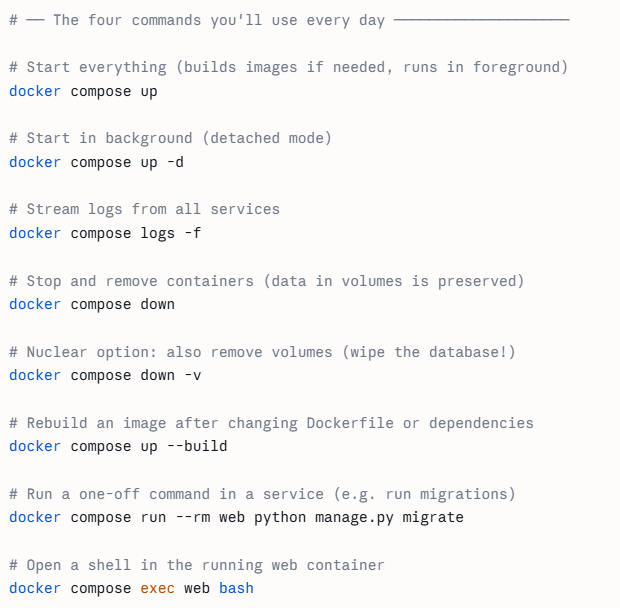 # ── The four commands you'll use every day ────────────────────
# Start everything (builds images if needed, runs in foreground)
docker compose up
# Start in background (detached mode)
docker compose up -d
# Stream logs from all services
docker compose logs -f
# Stop and remove containers (data in volumes is preserved)
docker compose down
# Nuclear option: also remove volumes (wipe the database!)
docker compose down -v
# Rebuild an image after changing Dockerfile or dependencies
docker compose up --build
# Run a one-off command in a service (e.g. run migrations)
docker compose run --rm web python manage.py migrate
# Open a shell in the running web container
docker compose exec web bash